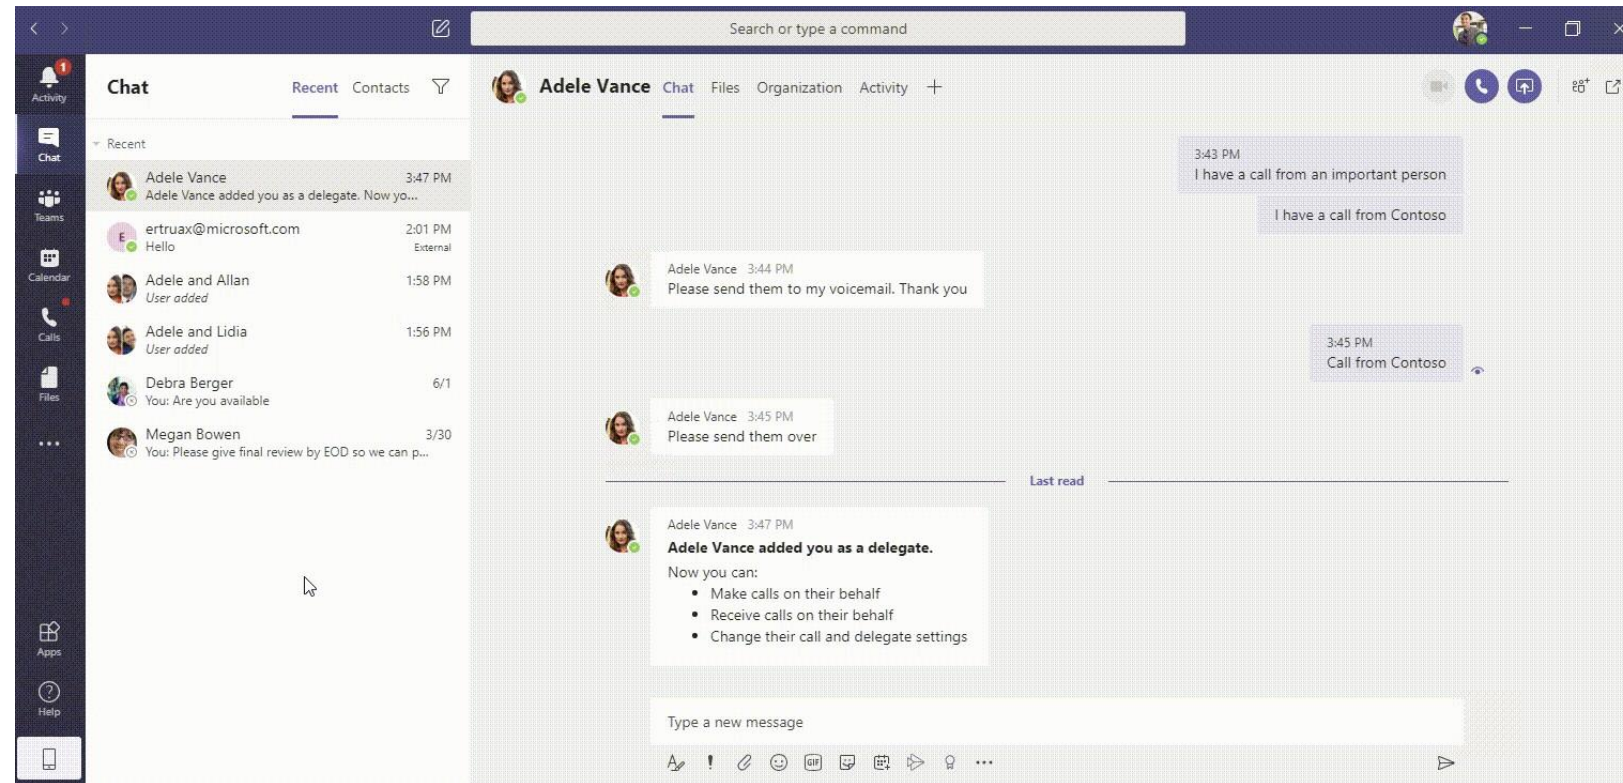 Search or type a command
1
Activity
Chat
Teams
Calendar
Calls
Files
Apps
Help
Chat
Recent
Contacts
Recent
Adele Vance 3:47 PM
Adele Vance added you as a delegate. Now yo...
E
ertruax@microsoft.com 2:01 PM
Hello External
Adele and Allan 1:58 PM
User added
Adele and Lidia 1:56 PM
User added
Debra Berger 6/1
You: Are you available
Megan Bowen 3/30
You: Please give final review by EOD so we can p...
Adele Vance Chat Files Organization Activity
3:43 PM
I have a call from an important person
I have a call from Contoso
Adele Vance 3:44 PM
Please send them to my voicemail. Thank you
3:45 PM
Call from Contoso
Adele Vance 3:45 PM
Please send them over
Last read
Adele Vance 3:47 PM
Adele Vance added you as a delegate.
Now you can:
• Make calls on their behalf
• Receive calls on their behalf
• Change their call and delegate settings
Type a new message
GIF